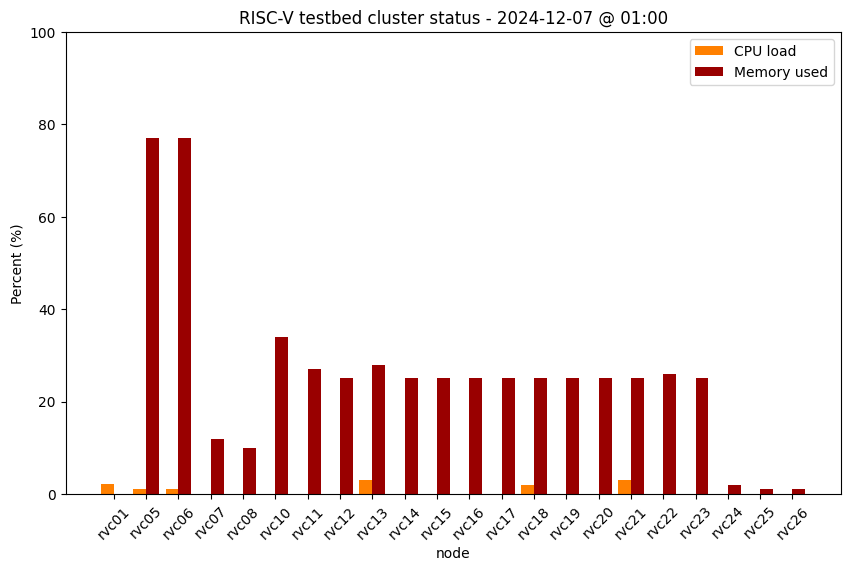 RISC-V testbed cluster status - 2024-12-07 @ 01:00
CPU load
Memory used
Percent (%)
100
80
60
40
20
0
rvc01
rvc05
rvc06
rvc07
rvc08
rvc10
rvc11
rvc12
rvc13
rvc14
rvc15
rvc16
rvc17
rvc18
rvc19
rvc20
rvc21
rvc22
rvc23
rvc24
rvc25
rvc26
node